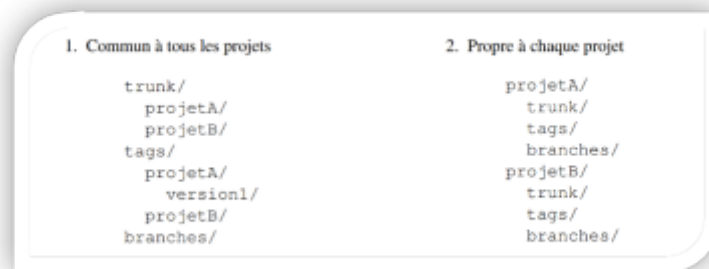 1. Commun à tous les projets
trunk/
projetA/
projetB/
tags/
projetA/
version1/
projetB/
branches/
2. Propre à chaque projet
projetA/
trunk/
tags/
branches/
projetB/
trunk/
tags/
branches/